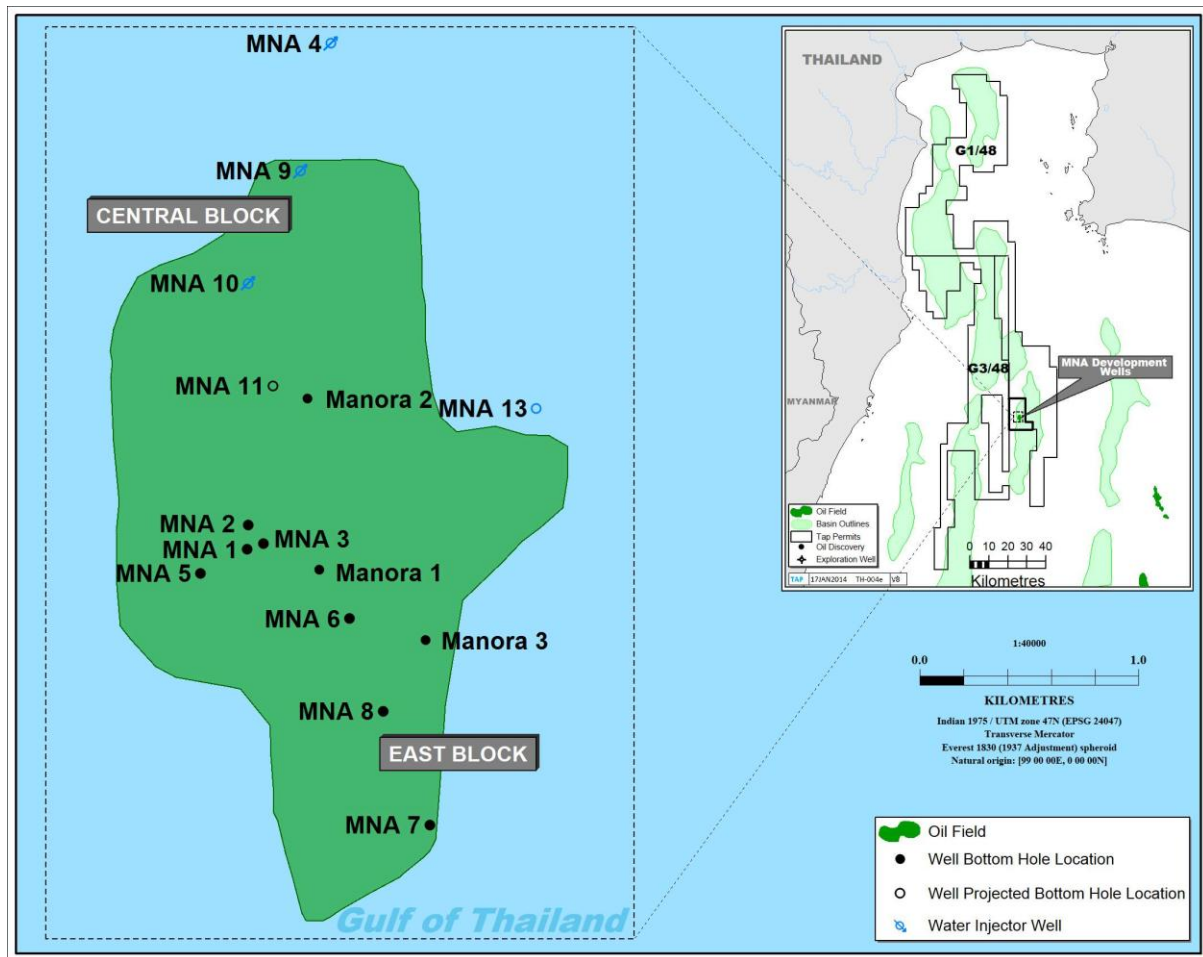 MNA 4
MNA 9
CENTRAL BLOCK
MNA 10
MNA 11
Manora 2
MNA 13
MNA 2
MNA 3
MNA 1
MNA 5
Manora 1
MNA 6
Manora 3
MNA 8
EAST BLOCK
MNA 7
Gulf of Thailand
THAILAND
G1/48
G3/48
MNA Development
Wells
MYANMAR
Oil Field
Basin Outlines
Tap Permits
Oil Discovery
Exploration Well
0 10 20 30 40
Kilometres
TAP 17JAN2014 TH-004e V8
1:40000
0.0 1.0
KILOMETRES
Indian 1975 / UTM zone 47N (EPSG 24047)
Transverse Mercator
Everest 1830 (1937 Adjustment) spheroid
Natural origin: [99 00 00E, 0 00 00N]
Oil Field
Well Bottom Hole Location
Well Projected Bottom Hole Location
Water Injector Well